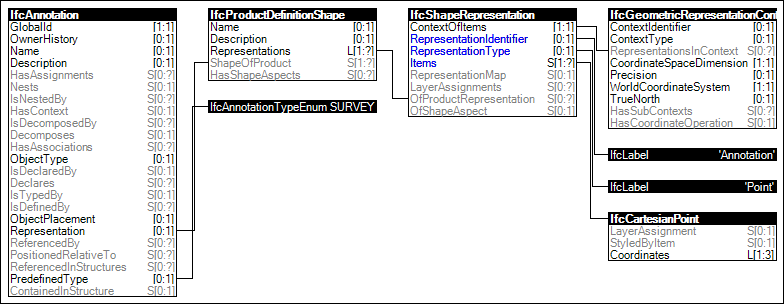 IfcAnnotation
GlobalId [1:1]
OwnerHistory [0:1]
Name [0:1]
Description [0:1]
HasAssignments S[0:?]
Nests S[0:1]
IsNestedBy S[0:?]
HasContext S[0:1]
IsDecomposedBy S[0:?]
Decomposes S[0:1]
HasAssociations S[0:?]
ObjectType [0:1]
IsDeclaredBy S[0:1]
Declares S[0:?]
IsTypedBy S[0:1]
IsDefinedBy S[0:?]
ObjectPlacement [0:1]
Representation [0:1]
ReferencedBy S[0:?]
PositionedRelativeTo S[0:1]
ReferencedInStructures S[0:?]
PredefinedType [0:1]
ContainedInStructure S[0:1]
IfcProductDefinitionShape
Name [0:1]
Description [0:1]
Representations L[1:?]
ShapeOfProduct S[1:?]
HasShapeAspects S[0:?]
IfcAnnotationTypeEnum SURVEY
IfcShapeRepresentation
ContextOfItems [1:1]
RepresentationIdentifier [0:1]
RepresentationType [0:1]
Items S[1:?]
RepresentationMap S[0:1]
LayerAssignments S[0:?]
OfProductRepresentation S[0:?]
OfShapeAspect S[0:1]
IfcGeometricRepresentationCont
ContextIdentifier [0:1]
ContextType [0:1]
RepresentationsInContext S[0:?]
CoordinateSpaceDimension [1:1]
Precision [0:1]
WorldCoordinateSystem [1:1]
TrueNorth [0:1]
HasSubContexts S[0:?]
HasCoordinateOperation S[0:1]
IfcLabel 'Annotation'
IfcLabel 'Point'
IfcCartesianPoint
LayerAssignment S[0:1]
StyledByItem S[0:1]
Coordinates L[1:3]